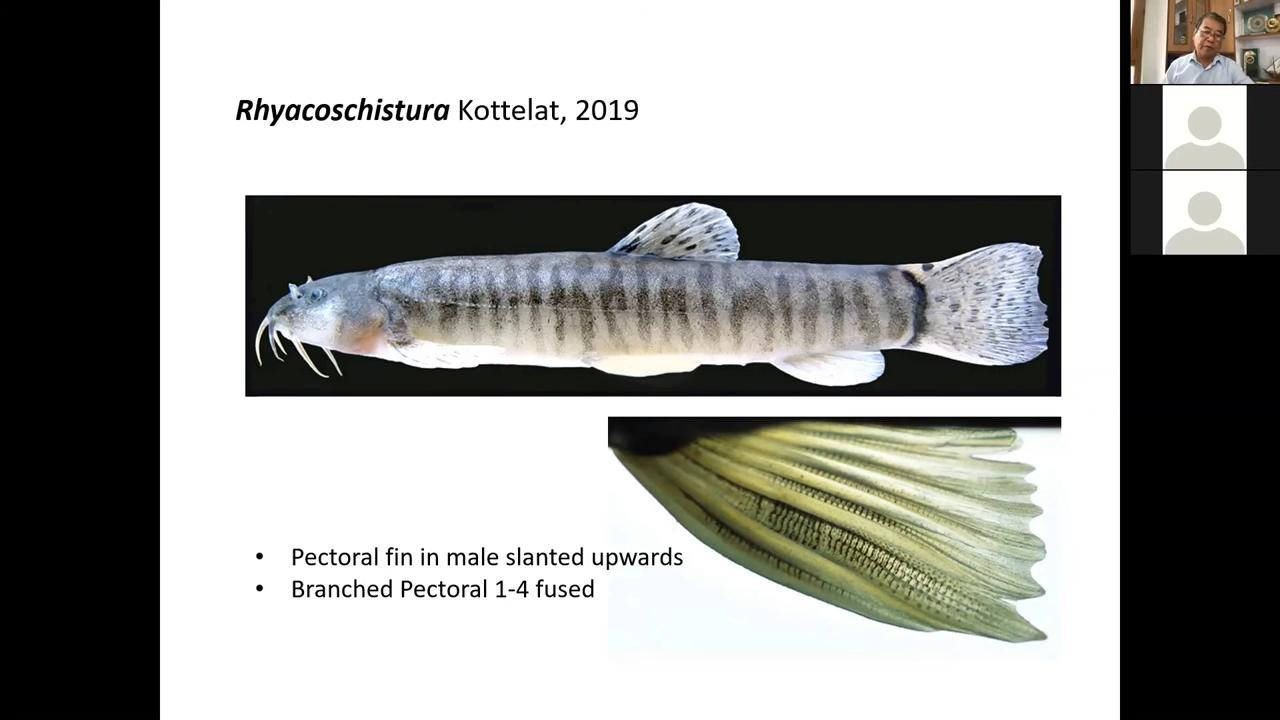 Rhyacoschistura Kottelat, 2019
• Pectoral fin in male slanted upwards
• Branched Pectoral 1-4 fused